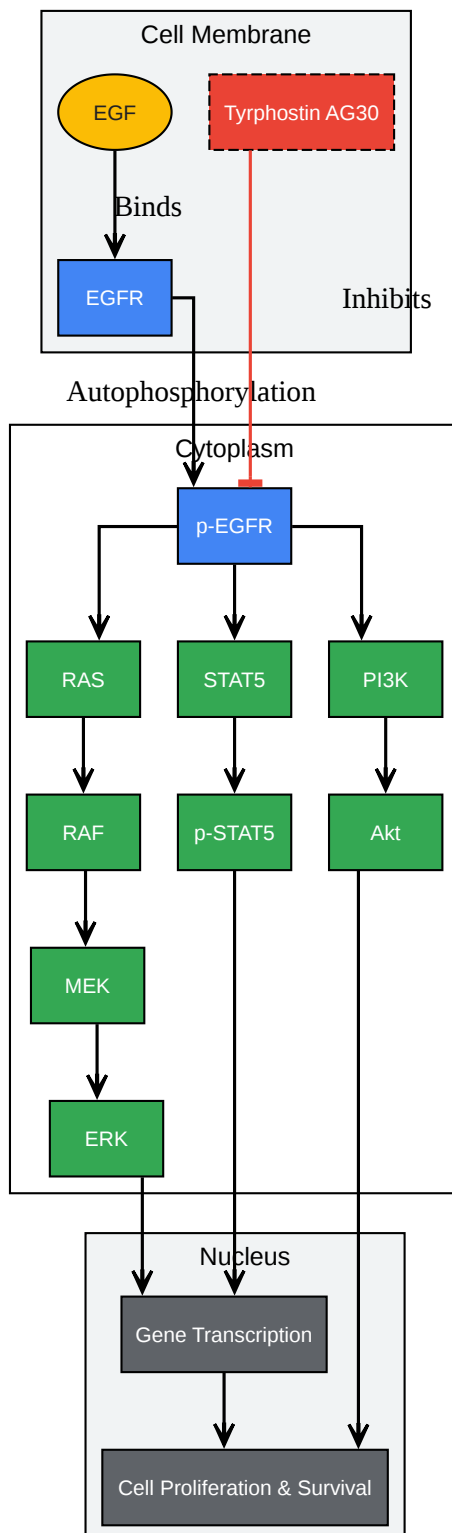 Cell Membrane
EGF
Tyrphostin AG30
Binds
EGFR
Inhibits
Autophosphorylation
Cytoplasm
p-EGFR
RAS
STAT5
PI3K
RAF
p-STAT5
Akt
MEK
ERK
Nucleus
Gene Transcription
Cell Proliferation & Survival